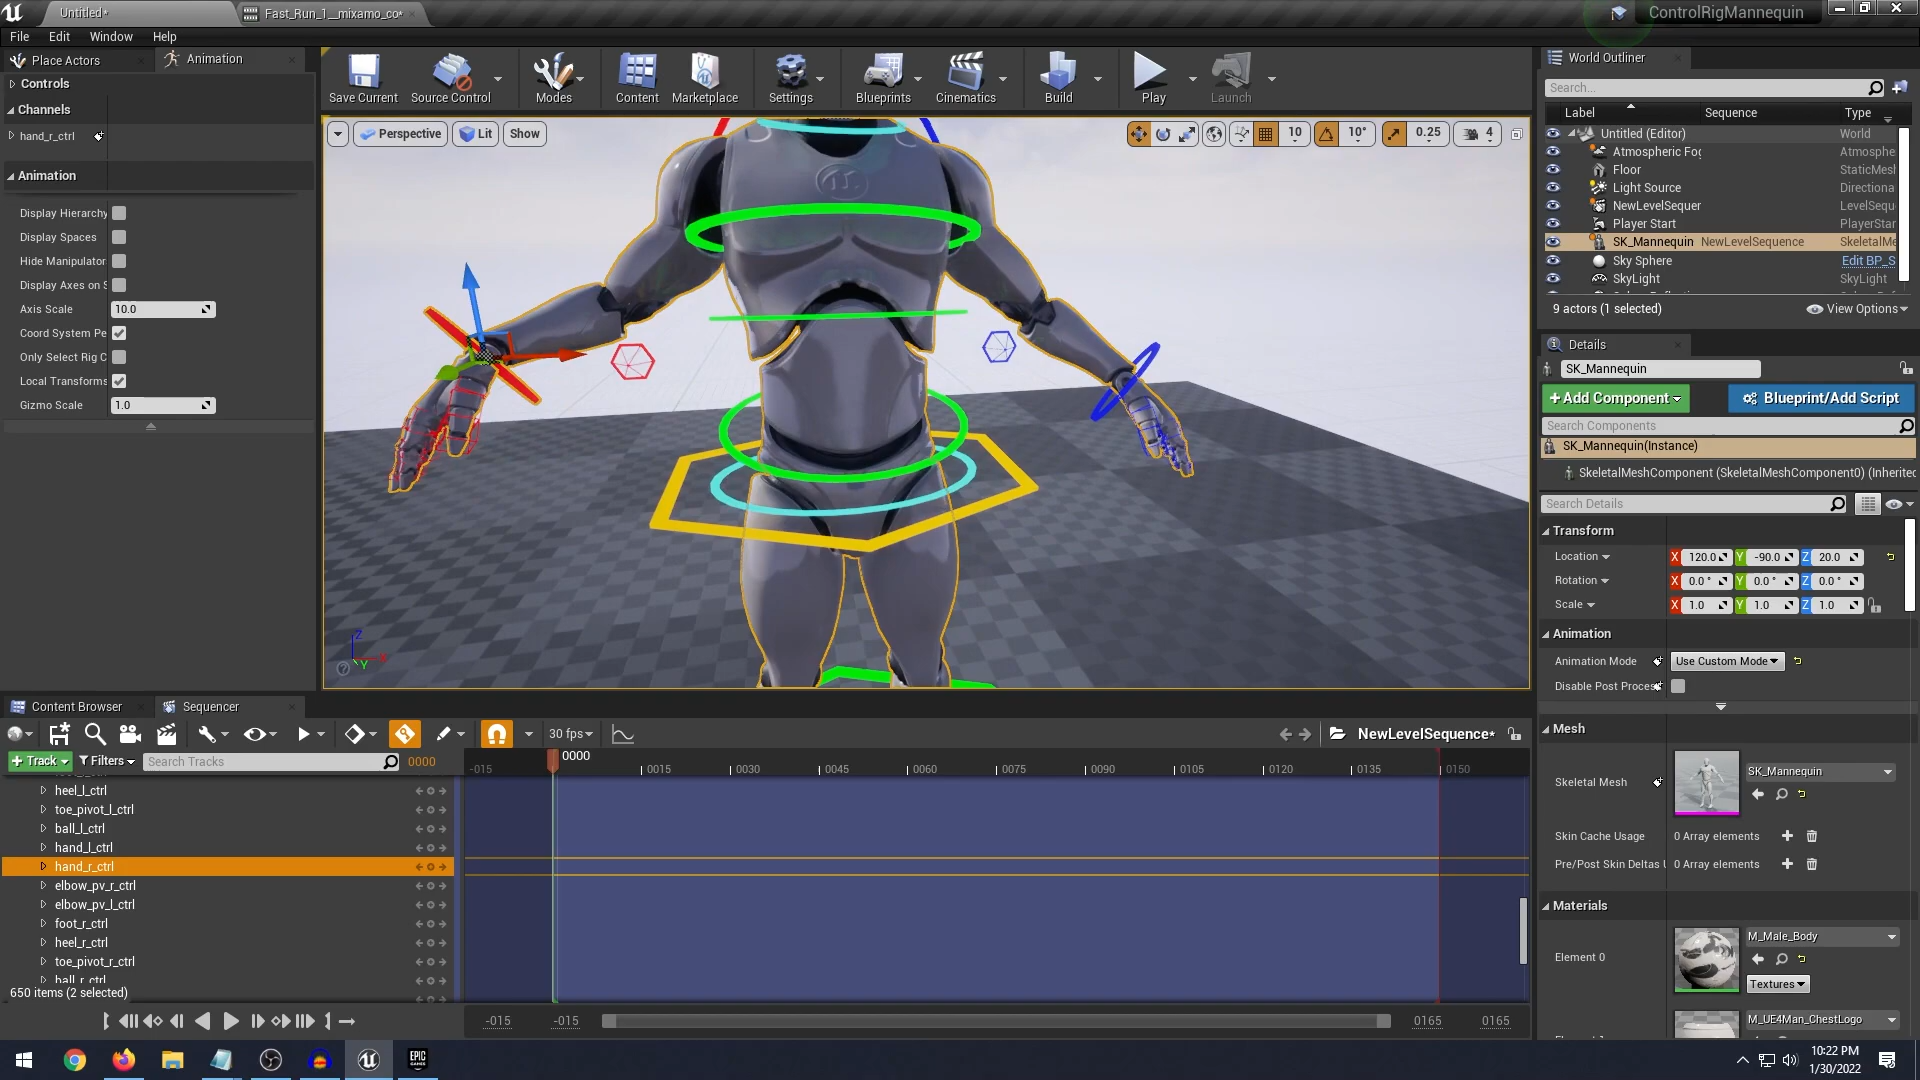 Untitled*
Fast_Run_1__mixamo_co*
ControlRigMannequin
File Edit Window Help
Place Actors
Animation
Controls
Channels
hand_r_ctrl
Animation
Display Hierarchy
Display Spaces
Hide Manipulator
Display Axes on S
Axis Scale 10.0
Coord System Pe
Only Select Rig C
Local Transforms
Gizmo Scale 1.0
Save Current
Source Control
Modes
Content
Marketplace
Settings
Blueprints
Cinematics
Build
Play
Launch
Perspective
Lit
Show
10
10°
0.25
4
Z
X
Y
World Outliner
Search...
Label Sequence Type
Untitled (Editor) World
Atmospheric Fog Atmosphe
Floor StaticMesh
Light Source Directiona
NewLevelSequer LevelSequ
Player Start PlayerStar
SK_Mannequin NewLevelSequence SkeletalMe
Sky Sphere Edit BP_S
SkyLight SkyLight
9 actors (1 selected)
View Options
Details
SK_Mannequin
+Add Component
Blueprint/Add Script
Search Components
SK_Mannequin(Instance)
SkeletalMeshComponent (SkeletalMeshComponent0) (Inherited
Search Details
Transform
Location X 120.0 Y -90.0 Z 20.0
Rotation X 0.0 ° Y 0.0 ° Z 0.0 °
Scale X 1.0 Y 1.0 Z 1.0
Animation
Animation Mode Use Custom Mode
Disable Post Proces
Mesh
Skeletal Mesh SK_Mannequin
Skin Cache Usage 0 Array elements
Pre/Post Skin Deltas U 0 Array elements
Materials
Element 0 M_Male_Body
Textures
M_UE4Man_ChestLogo
Content Browser
Sequencer
30 fps
NewLevelSequence*
+ Track
Filters
Search Tracks
0000
-015 0000 0015 0030 0045 0060 0075 0090 0105 0120 0135 0150
heel_l_ctrl
toe_pivot_l_ctrl
ball_l_ctrl
hand_l_ctrl
hand_r_ctrl
elbow_pv_r_ctrl
elbow_pv_l_ctrl
foot_r_ctrl
heel_r_ctrl
toe_pivot_r_ctrl
ball_r_ctrl
650 items (2 selected)
-015 -015 0165 0165
EPIC
GAMES
10:22 PM
1/30/2022